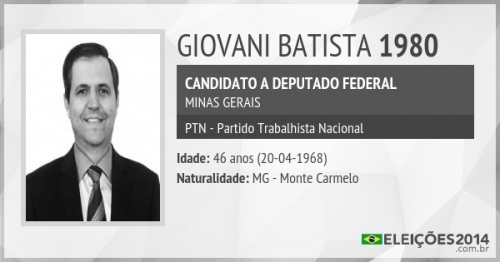 GIOVANI BATISTA 1980
CANDIDATO A DEPUTADO FEDERAL
MINAS GERAIS
PTN - Partido Trabalhista Nacional
Idade: 46 anos (20-04-1968)
Naturalidade: MG - Monte Carmelo
ELEIÇÕES2014
.com.br